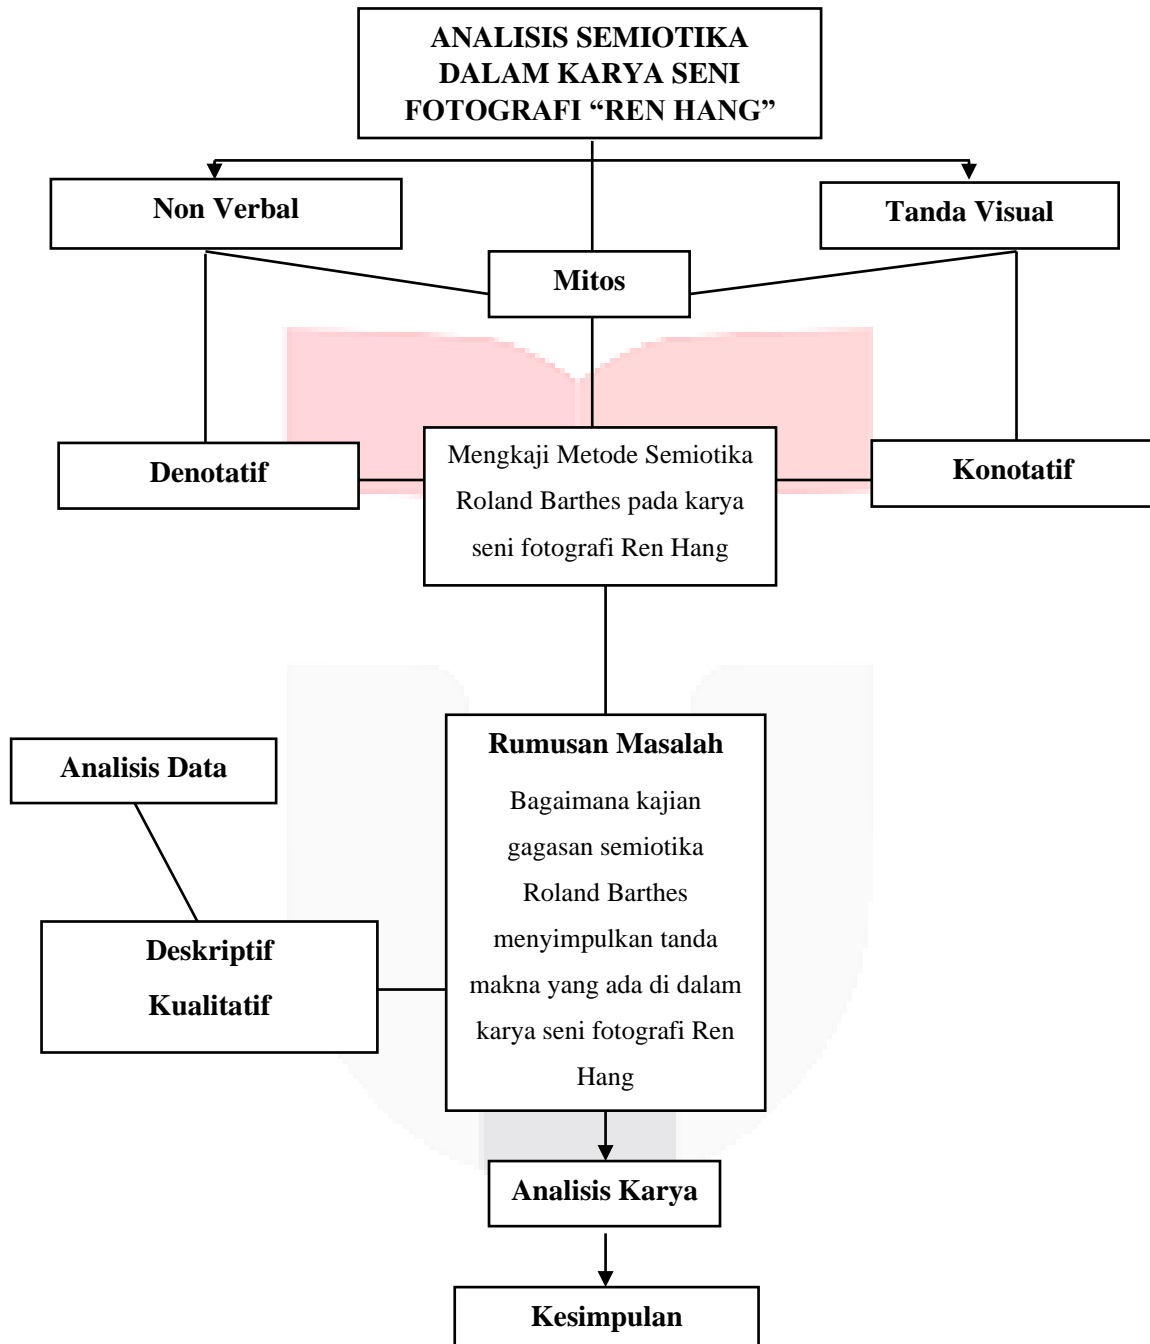 ANALISIS SEMIOTIKA
DALAM KARYA SENI
FOTOGRAFI “REN HANG”
Non Verbal
Tanda Visual
Mitos
Denotatif
Mengkaji Metode Semiotika
Roland Barthes pada karya
seni fotografi Ren Hang
Konotatif
Rumusan Masalah
Bagaimana kajian
gagasan semiotika
Roland Barthes
menyimpulkan tanda
makna yang ada di dalam
karya seni fotografi Ren
Hang
Analisis Data
Deskriptif
Kualitatif
Analisis Karya
Kesimpulan